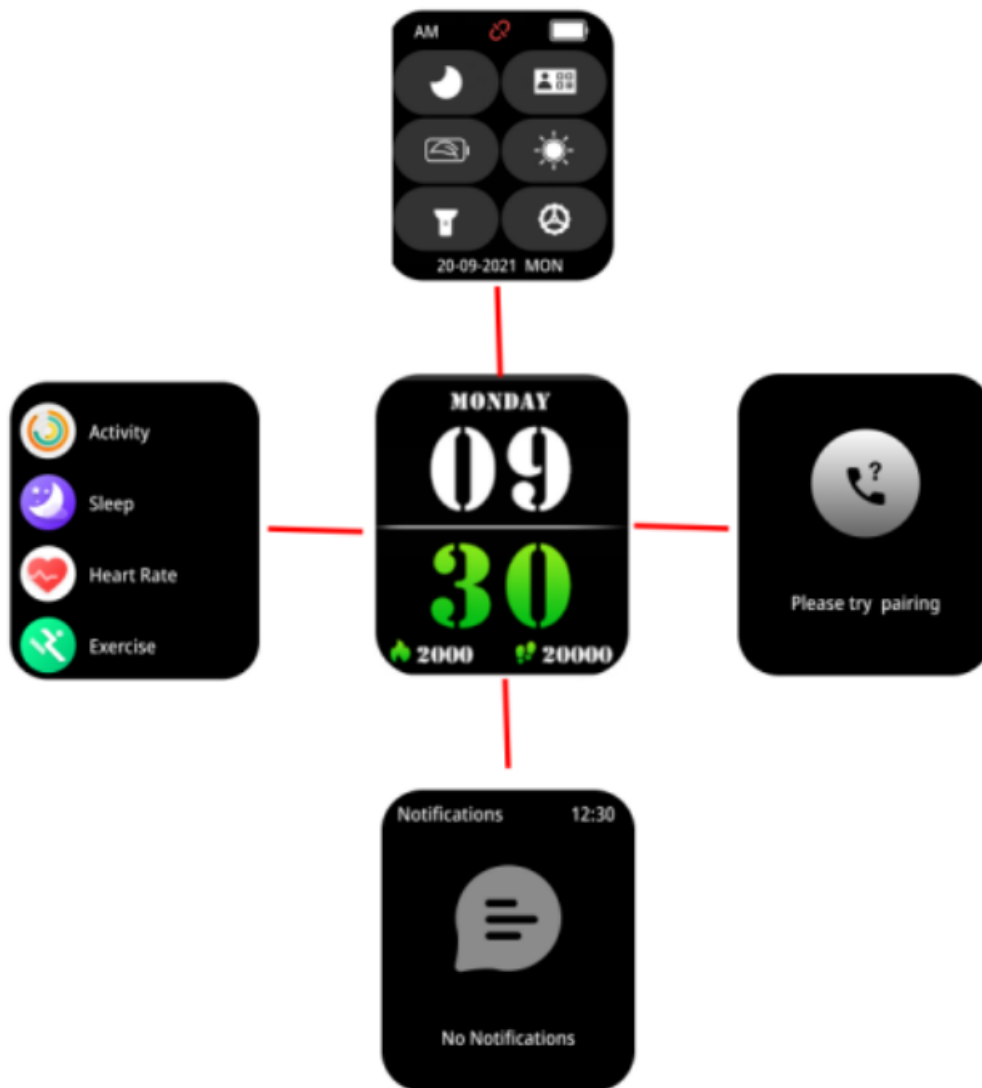 AM
20-09-2021 MON
Activity
Sleep
Heart Rate
Exercise
MONDAY
09
30
2000 20000
?
Please try pairing
Notifications 12:30
No Notifications